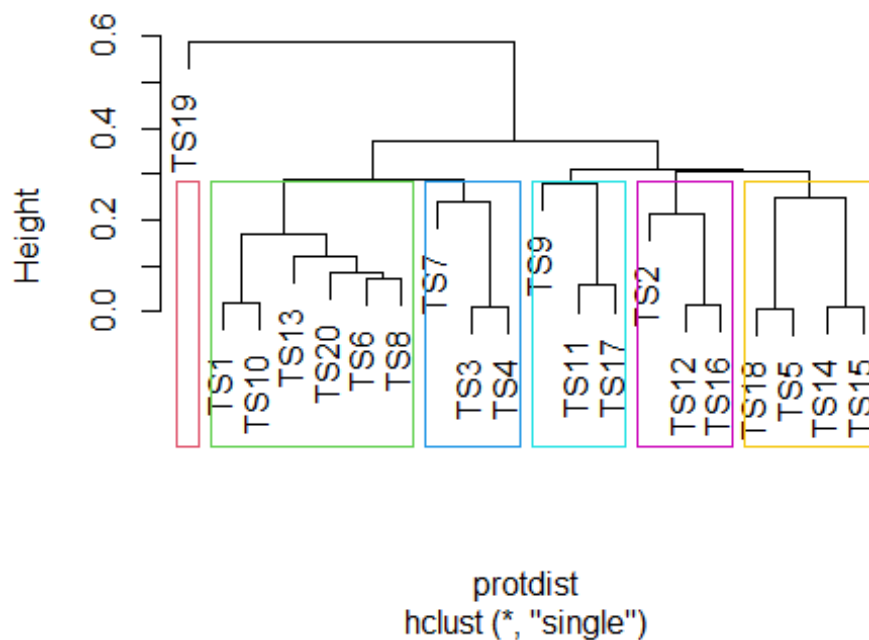 Height
0.6
0.4
0.2
0.0
TS19
TS1
TS10
TS13
TS20
TS6
TS8
TS7
TS3
TS4
TS9
TS11
TS17
TS2
TS12
TS16
TS18
TS5
TS14
TS15
protdist
hclust (*, "single")